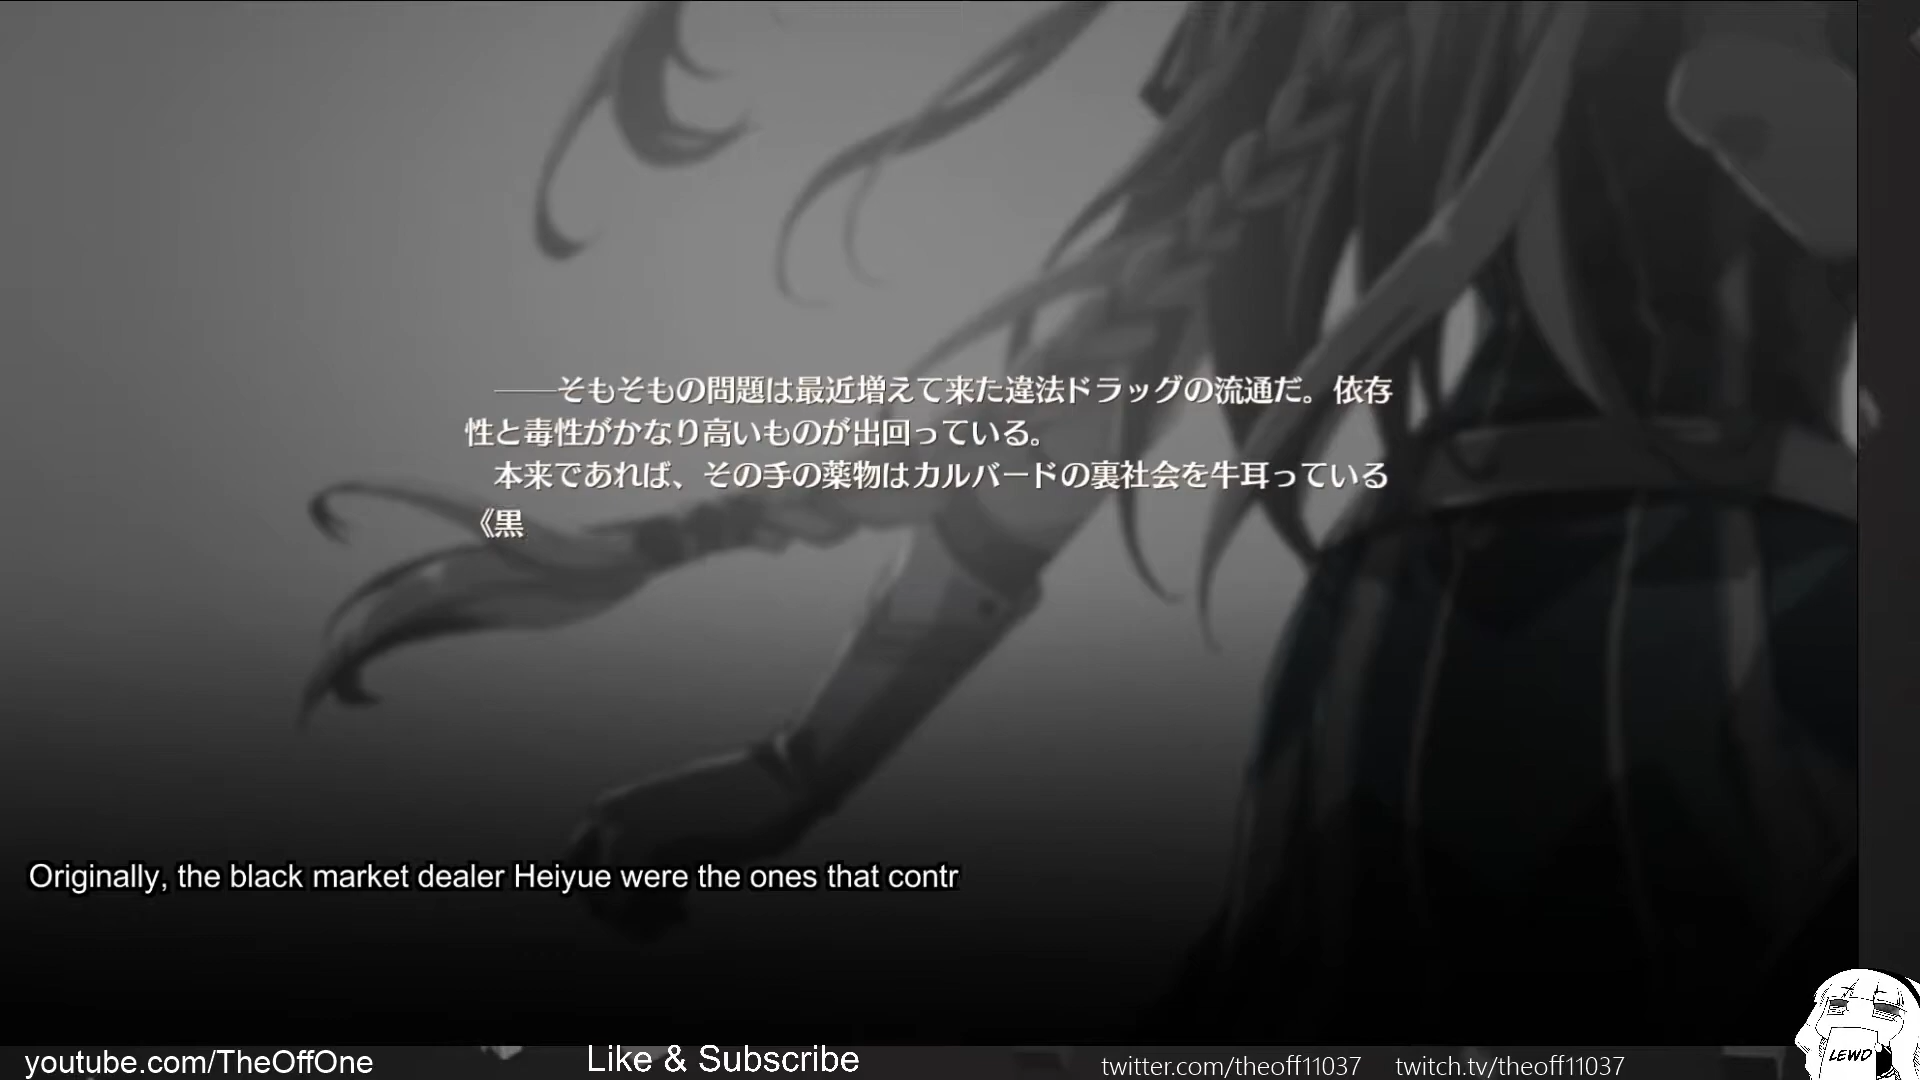 ――そもそもの問題は最近増えて来た違法ドラッグの流通だ。依存
性と毒性がかなり高いものが出回っている。
本来であれば、その手の薬物はカルバードの裏社会を牛耳っている
《黒
Originally, the black market dealer Heiyue were the ones that contr
youtube.com/TheOffOne
Like & Subscribe
twitter.com/theoff11037
twitch.tv/theoff11037
LEWD